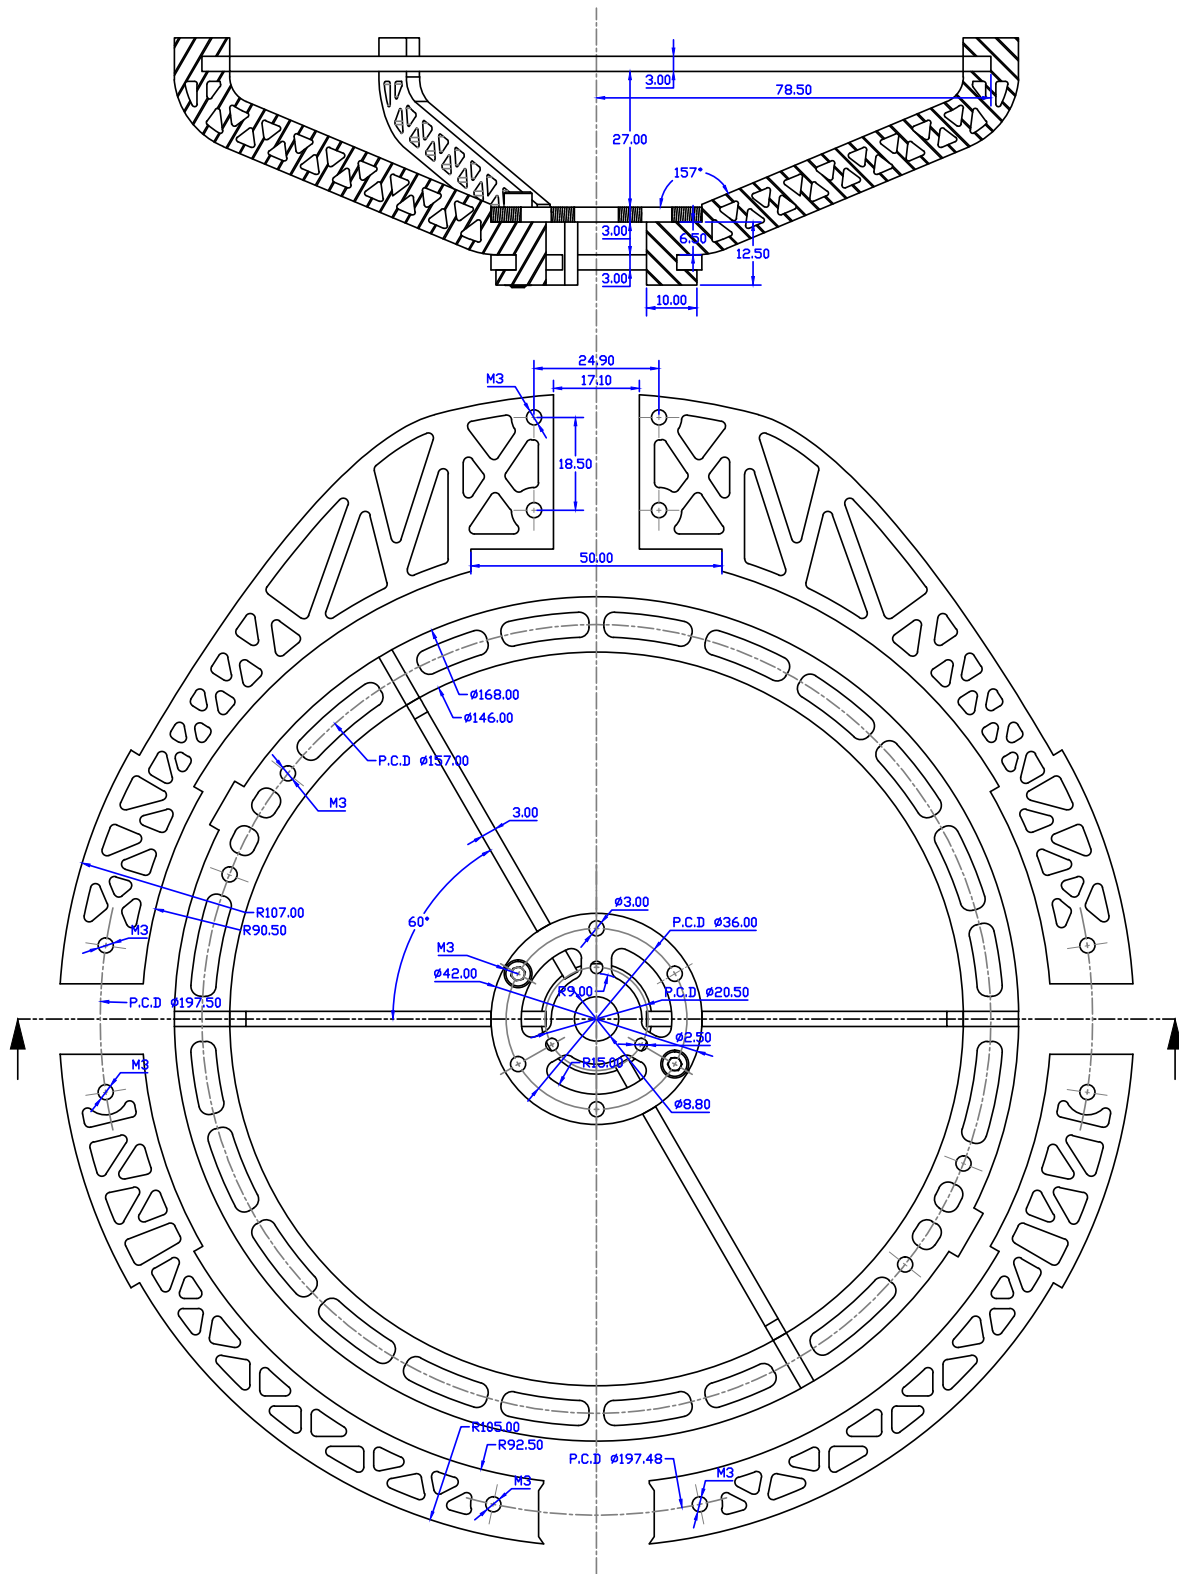 3.00
78.50
27.00
157°
3.00
6.50
12.50
3.00
10.00
24.90
M3
17.10
18.50
50.00
ø168.00
ø146.00
P.C.D ø157.00
M3
3.00
60°
ø3.00
R107.00
P.C.D ø36.00
M3
R90.50
M3
ø42.00
R9.00
P.C.D ø20.50
P.C.D ø197.50
ø2.50
M3
R15.00
ø8.80
R105.00
R92.50
P.C.D ø197.48
M3
M3